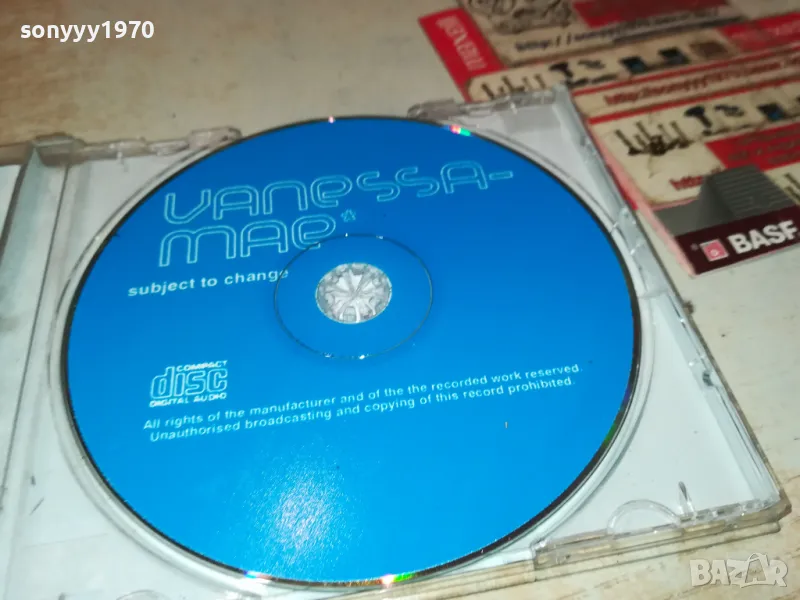 sonyyy1970
VANESSA-
MAE*
subject to change
COMPACT
disc
DIGITAL AUDIO
All rights of the manufacturer and of the the recorded work reserved.
Unauthorised broadcasting and copying of this record prohibited.
BASF
BAZAR